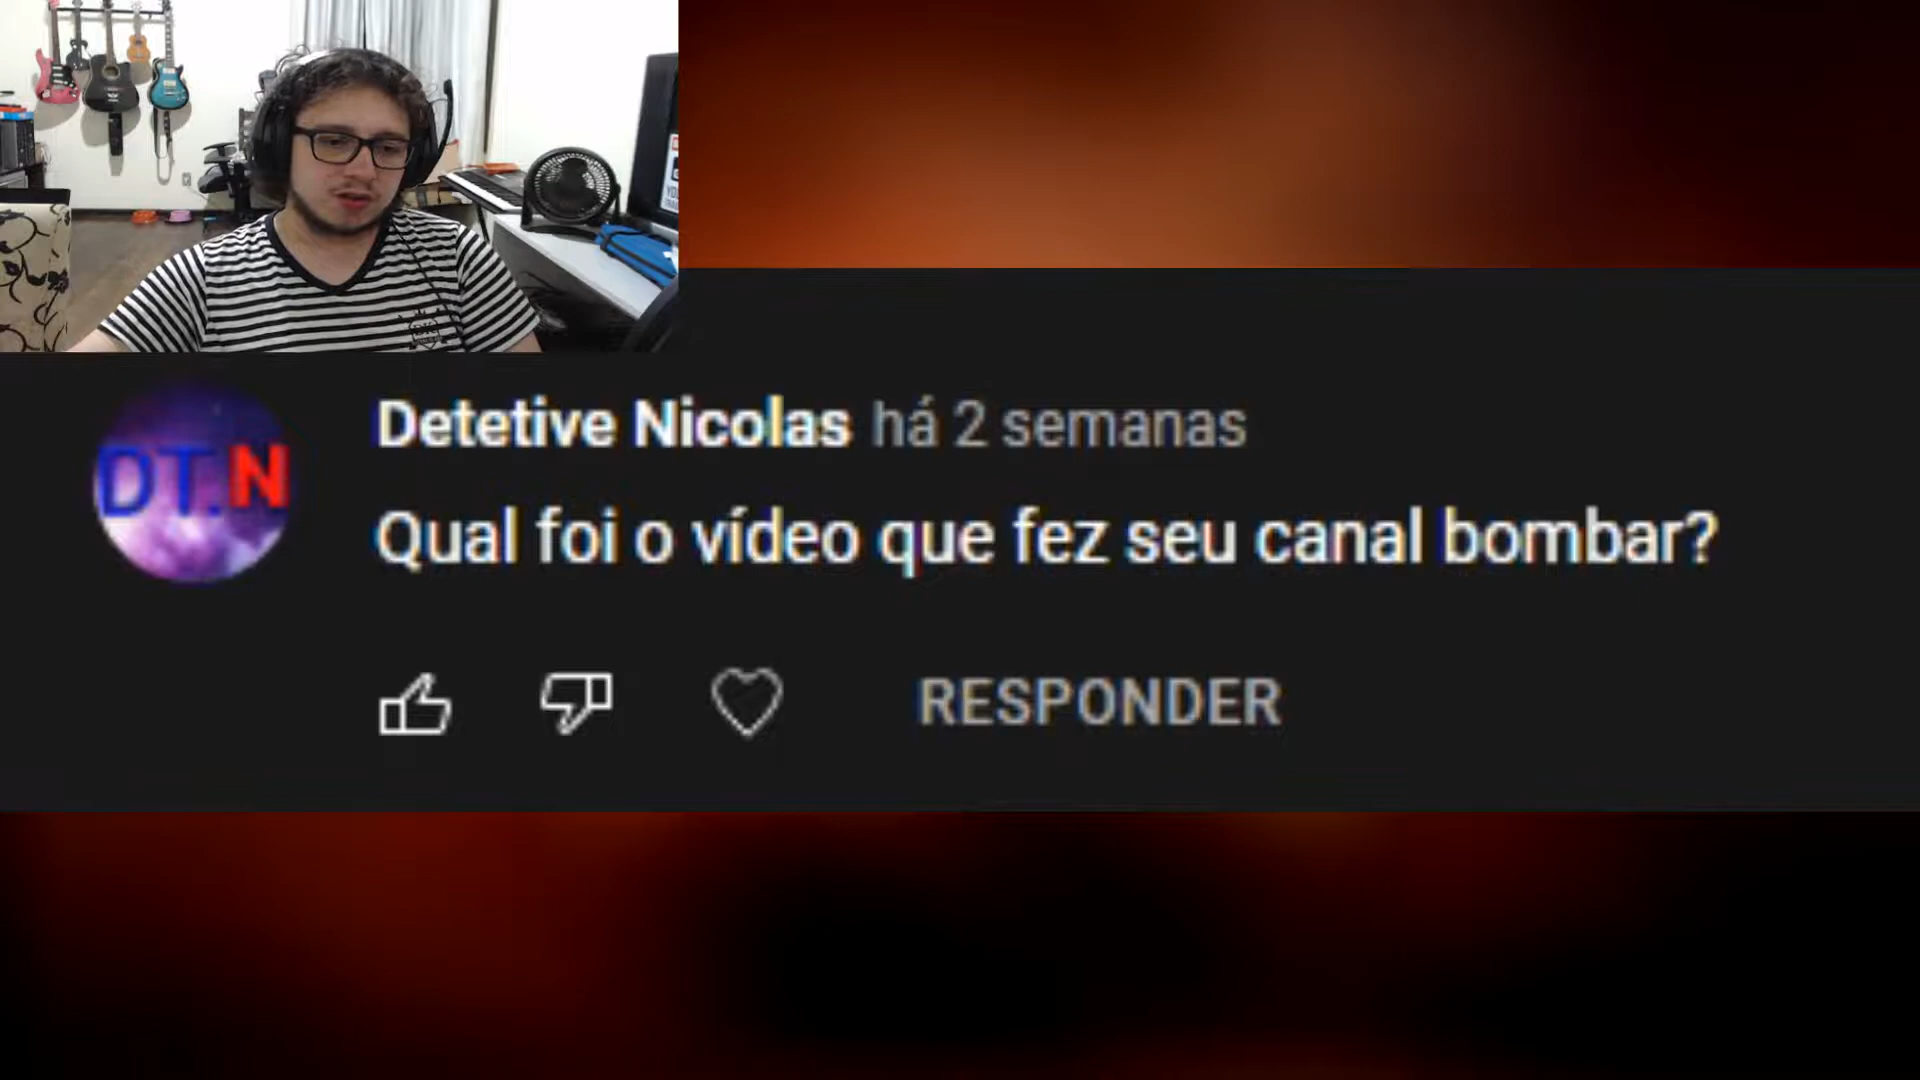 Detetive Nicolas há 2 semanas
DT.N
Qual foi o vídeo que fez seu canal bombar?
RESPONDER